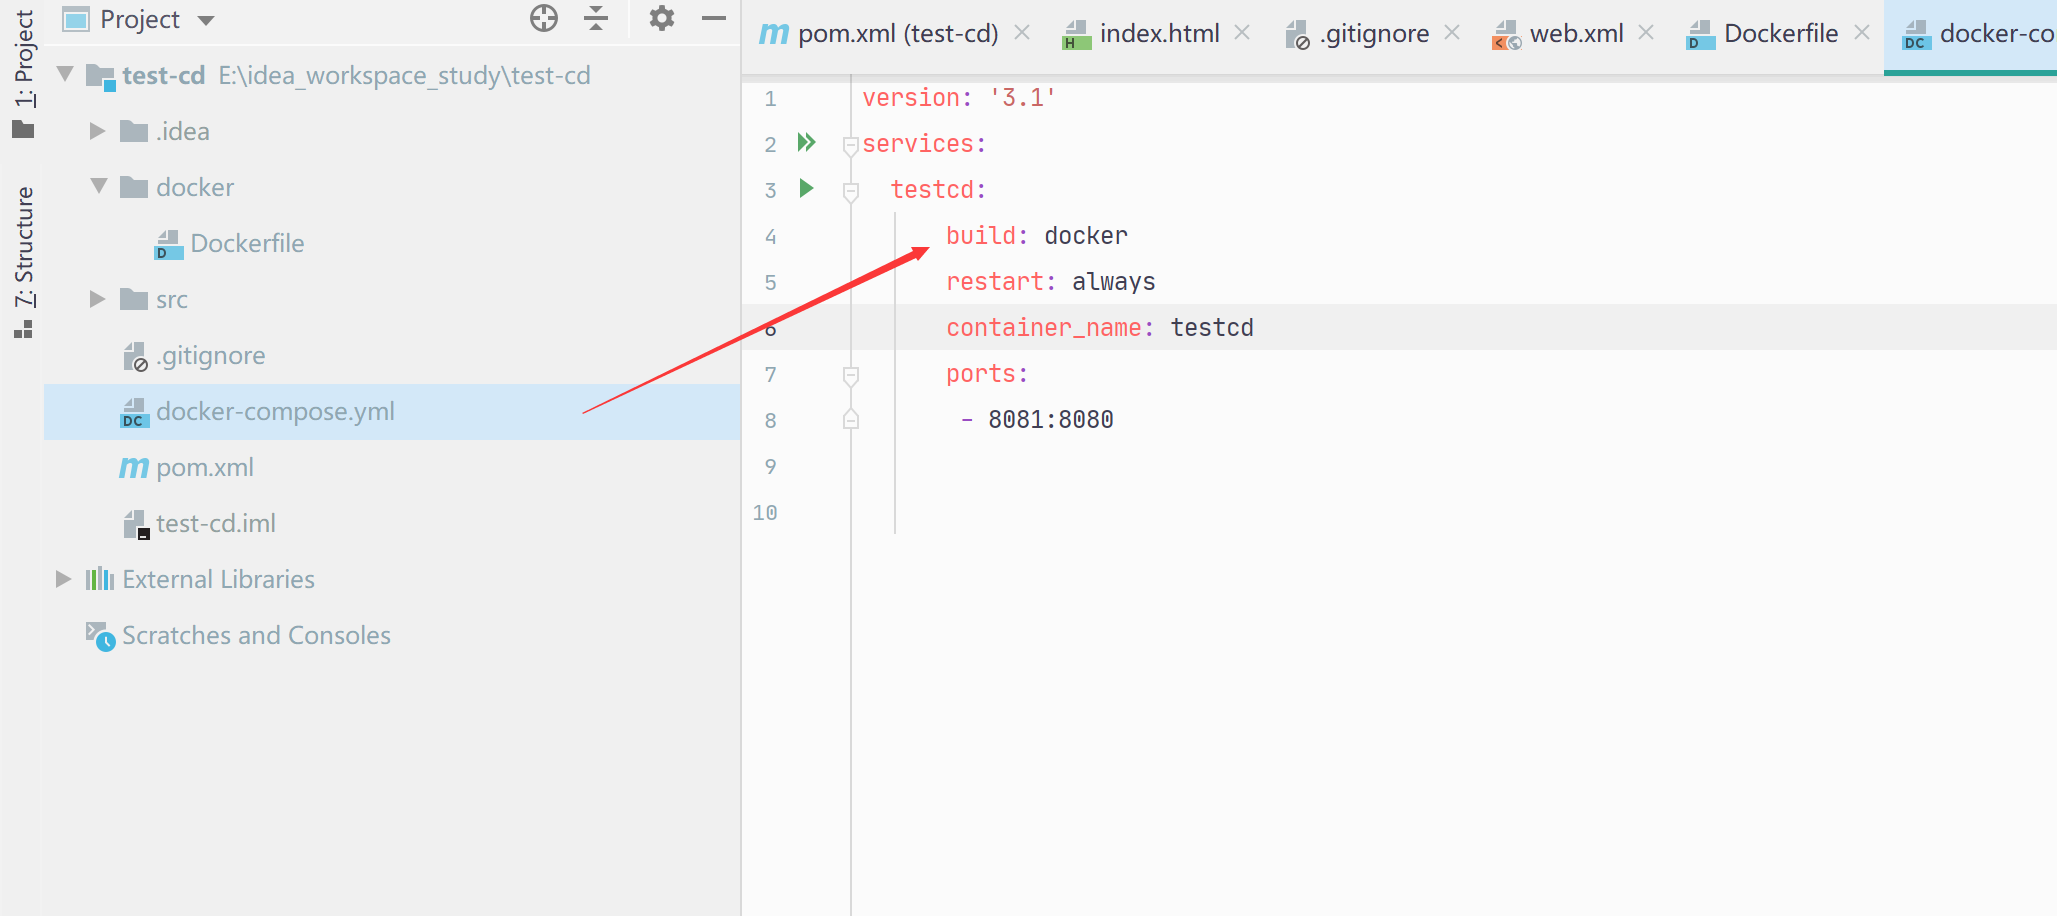 1: Project
7: Structure
Project
test-cd E:\idea_workspace_study\test-cd
.idea
docker
D Dockerfile
src
.gitignore
DC docker-compose.yml
m pom.xml
test-cd.iml
External Libraries
Scratches and Consoles
m pom.xml (test-cd)
H index.html
.gitignore
web.xml
D Dockerfile
DC docker-co
1 version: '3.1'
2 services:
3 testcd:
4 build: docker
5 restart: always
6 container_name: testcd
7 ports:
8 - 8081:8080
9
10